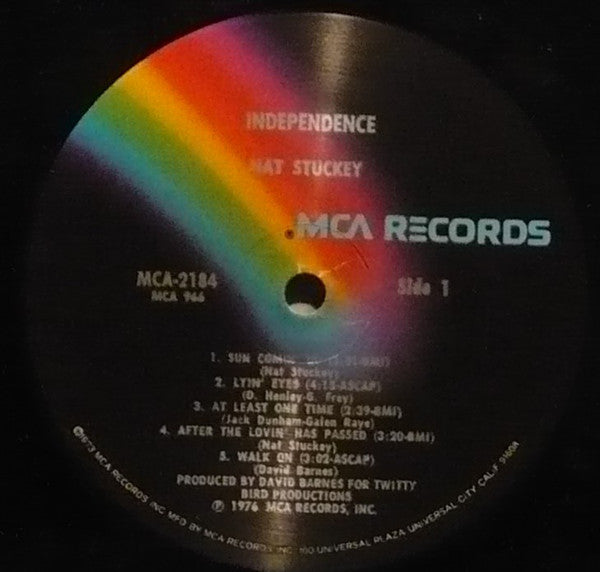 INDEPENDENCE
NAT STUCKEY
MCA RECORDS
MCA-2184
MCA 966
Side 1
1. SUN
(Nat Stuckey)
2. LYIN' EYES (4:15-ASCAP)
(D. Henley-G. Frey)
3. AT LEAST ONE TIME (2:39-BMI)
(Jack Dunham-Galen Raye)
4. AFTER THE LOVIN' HAS PASSED (3:20-BMI)
(Nat Stuckey)
5. WALK ON (3:02-ASCAP)
(David Barnes)
PRODUCED BY DAVID BARNES FOR TWITTY
BIRD PRODUCTIONS
Ⓟ 1976 MCA RECORDS, INC.
©1973 MCA RECORDS INC MFD BY MCA RECORDS INC. 100 UNIVERSAL PLAZA UNIVERSAL CITY CALIF